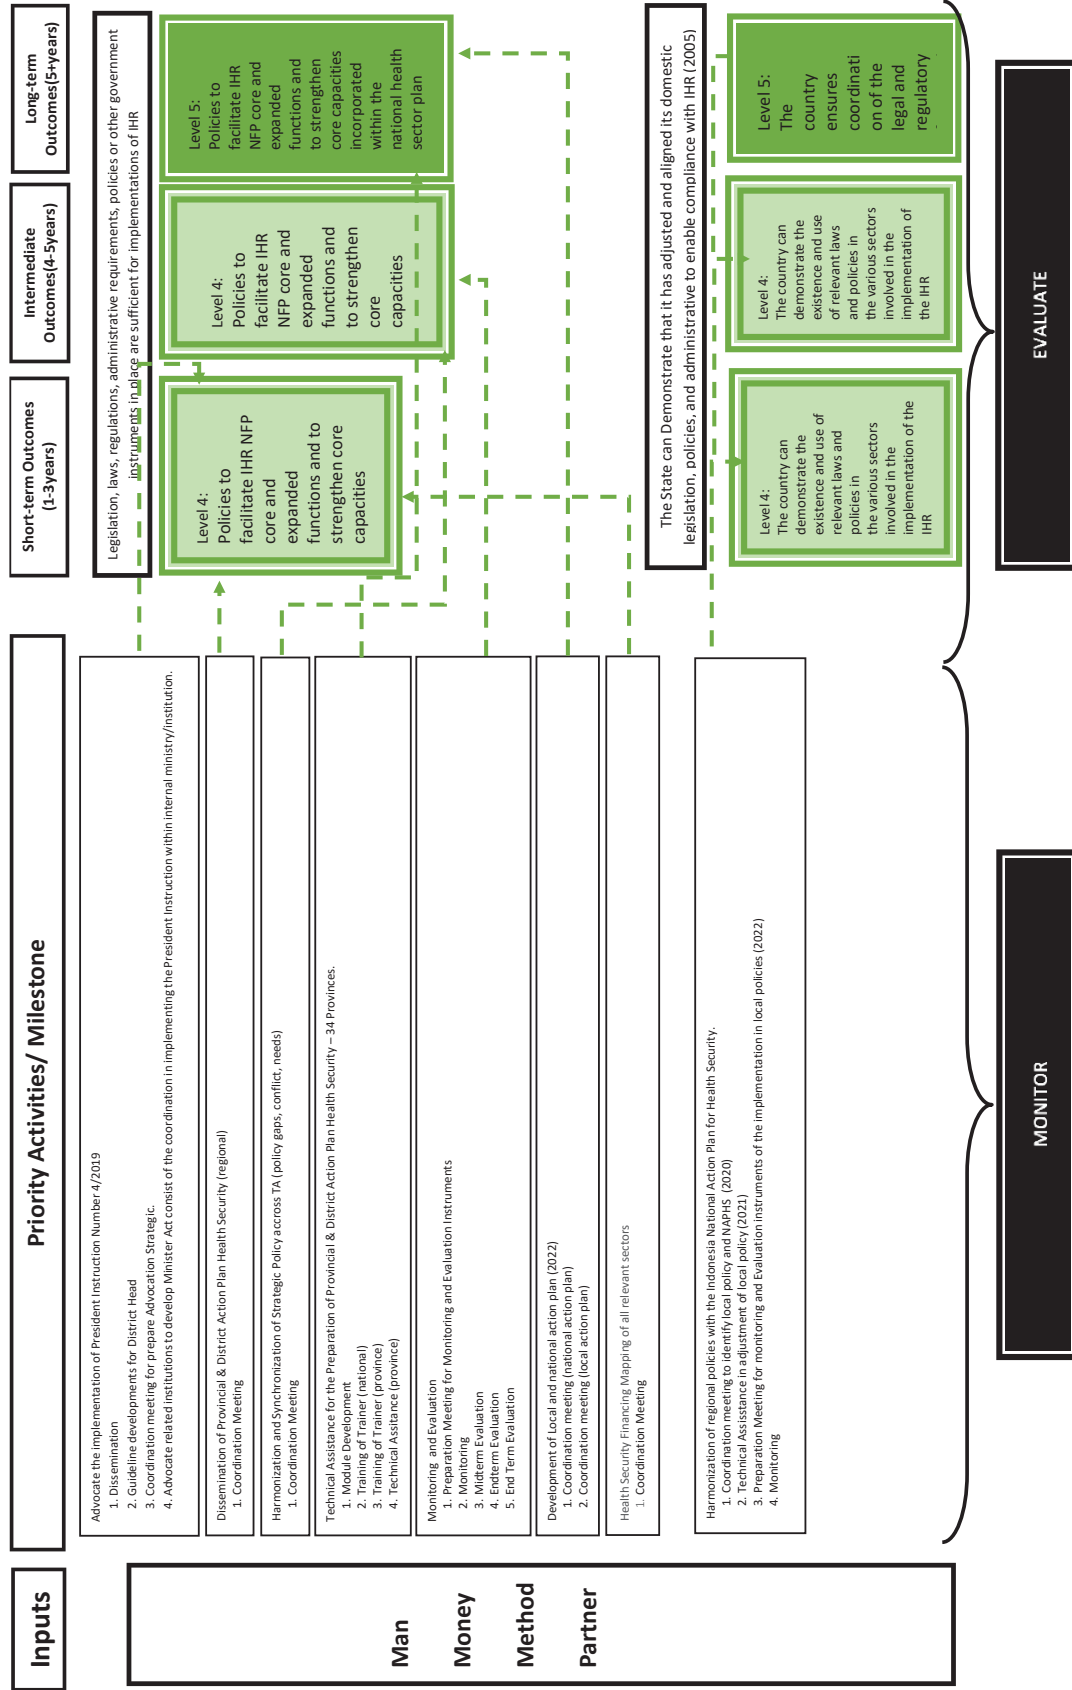 Inputs
Priority Activities/ Milestone
Short-term Outcomes
(1-3years)
Intermediate
Outcomes(4-5years)
Long-term
Outcomes(5+years)
Man
Money
Method
Partner
Advocate the implementation of President Instruction Number 4/2019
1. Dissemination
2. Guideline developments for District Head
3. Coordination meeting for prepare Advocation Strategic.
4. Advocate related institutions to develop Minister Act consist of the coordination in implementing the President Instruction within internal ministry/institution.
Dissemination of Provincial & District Action Plan Health Security (regional)
1. Coordination Meeting
Harmonization and Synchronization of Strategic Policy accross TA (policy gaps, conflict, needs)
1. Coordination Meeting
Technical Assistance for the Preparation of Provincial & District Action Plan Health Security – 34 Provinces.
1. Module Development
2. Training of Trainer (national)
3. Training of Trainer (province)
4. Technical Assitance (province)
Monitoring and Evaluation
1. Preparation Meeting for Monitoring and Evaluation Instruments
2. Monitoring
3. Midterm Evaluation
4. Endterm Evaluation
5. End Term Evaluation
Development of Local and national action plan (2022)
1. Coordination meeting (national action plan)
2. Coordination meeting (local action plan)
Health Security Financing Mapping of all relevant sectors
1. Coordination Meeting
Harmonization of regional policies with the Indonesia National Action Plan for Health Security.
1. Coordination meeting to identify local policy and NAPHS (2020)
2. Technical Assisstance in adjustment of local policy (2021)
3. Preparation Meeting for monitoring and Evaluation instruments of the implementation in local policies (2022)
4. Monitoring
Legislation, laws, regulations, administrative requirements, policies or other government
instruments in place are sufficient for implementations of IHR
Level 4:
Policies to
facilitate IHR NFP
core and
expanded
functions and to
strengthen core
capacities
Level 4:
Policies to
facilitate IHR
NFP core and
expanded
functions and
to strengthen
core
capacities
Level 5:
Policies to
facilitate IHR
NFP core and
expanded
functions and
to strengthen
core capacities
incorporated
within the
national health
sector plan
The State can Demonstrate that it has adjusted and aligned its domestic
legislation, policies, and administrative to enable compliance with IHR (2005)
Level 4:
The country can
demonstrate the
existence and use of
relevant laws and
policies in
the various sectors
involved in the
implementation of the
IHR
Level 4:
The country can
demonstrate the
existence and use
of relevant laws
and policies in
the various sectors
involved in the
implementation of
the IHR
Level 5:
The
country
ensures
coordinati
on of the
legal and
regulatory
MONITOR
EVALUATE